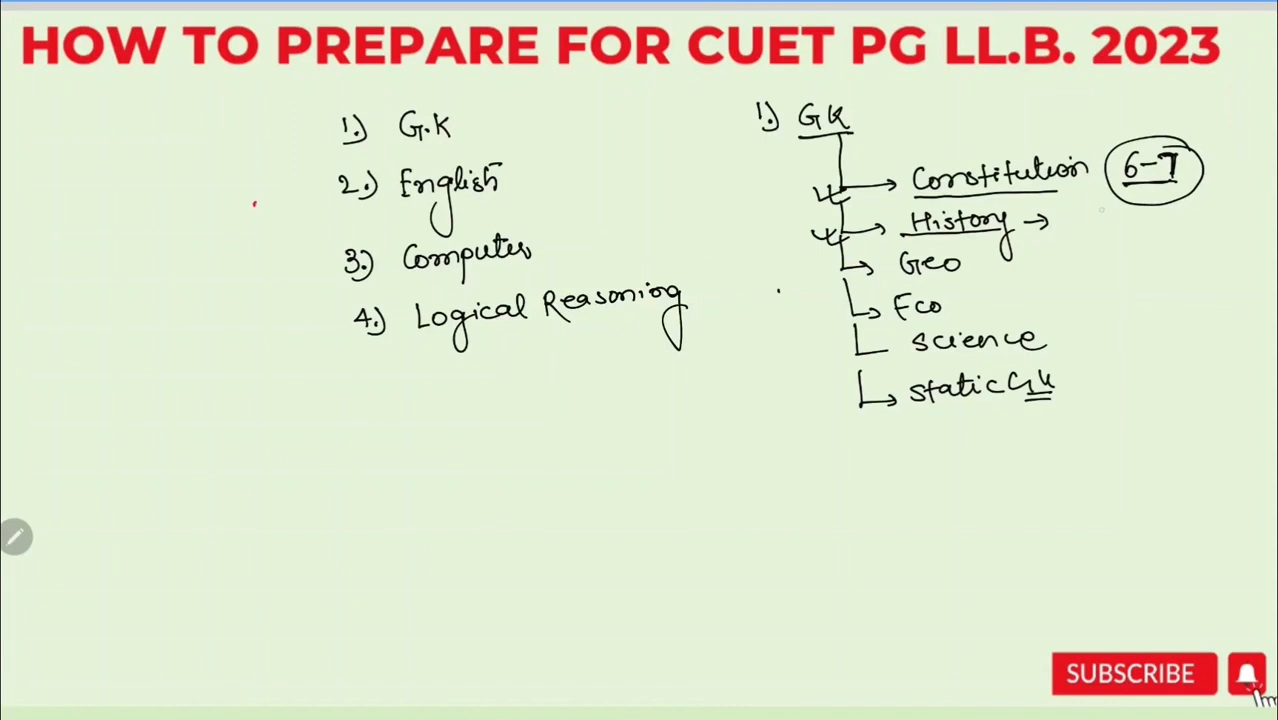 HOW TO PREPARE FOR CUET PG LL.B. 2023
1.) G.K
2.) English
3.) Computer
4.) Logical Reasoning
1.) GK
Constitution 6-7
History →
Geo
Eco
Science
Static GK
SUBSCRIBE